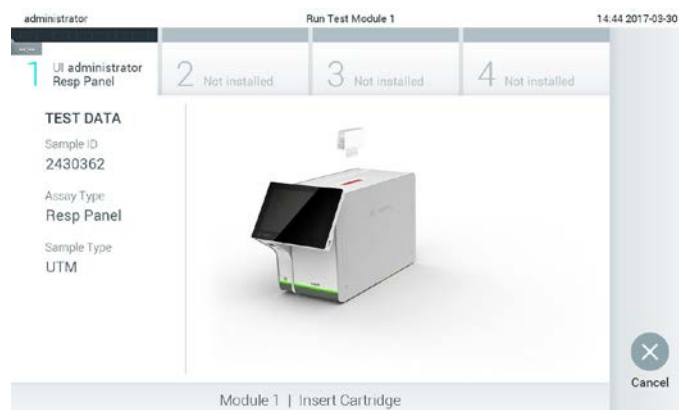 administrator
Run Test Module 1
14:44 2017-03-30
1 UI administrator
Resp Panel
2 Not installed
3 Not installed
4 Not installed
TEST DATA
Sample ID
2430362
Assay Type
Resp Panel
Sample Type
UTM
Cancel
Module 1 | Insert Cartridge